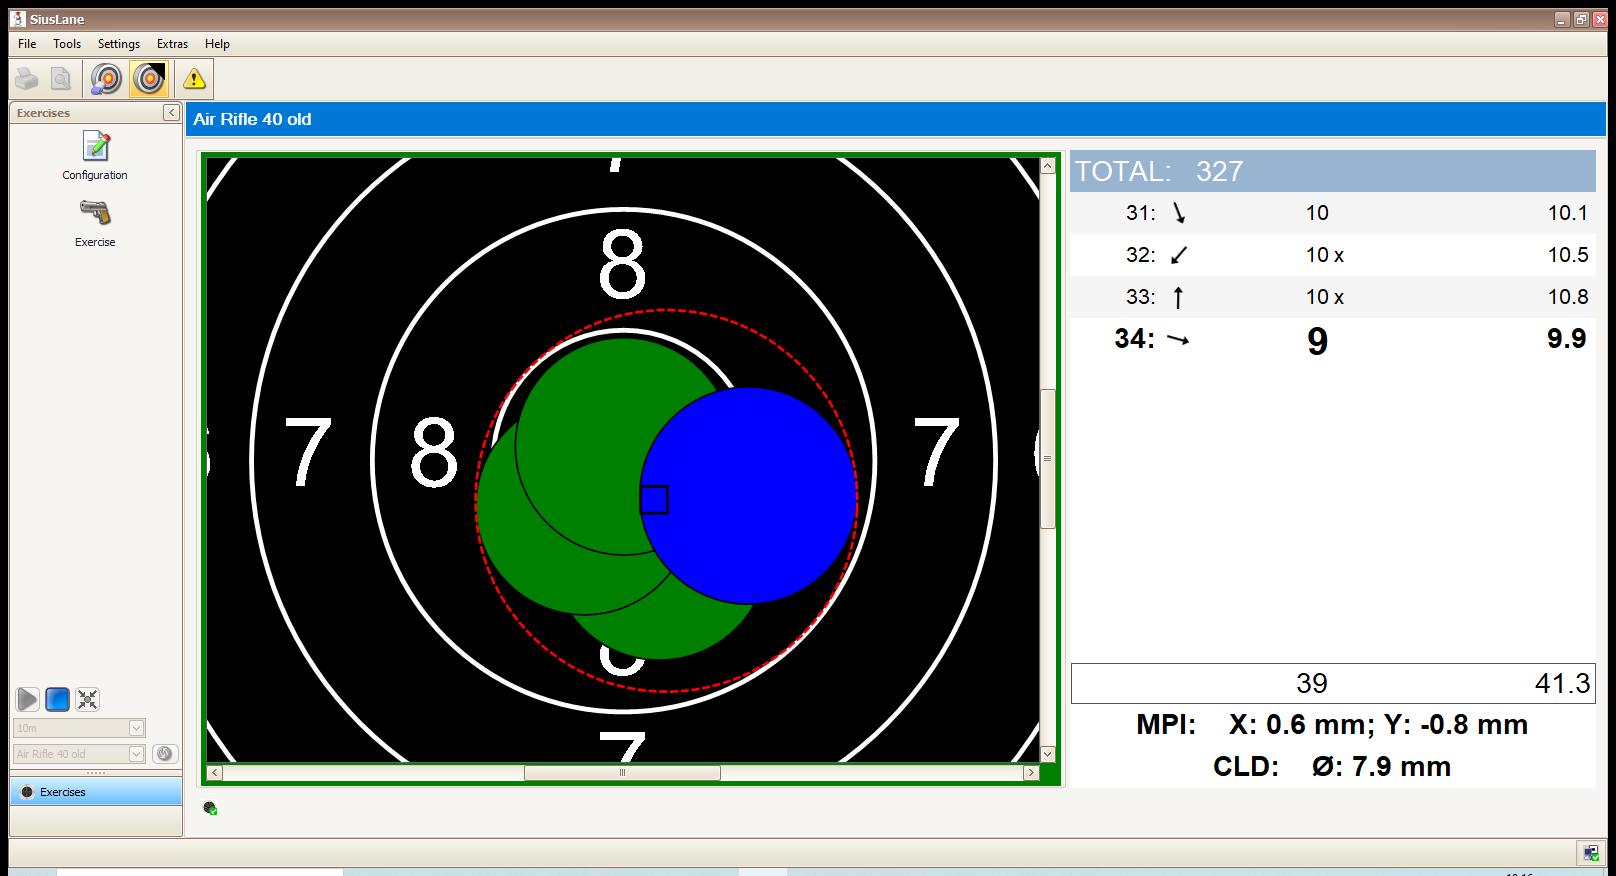 SiusLane
File Tools Settings Extras Help
Exercises
Air Rifle 40 old
Configuration
Exercise
7
8
7 8 7
7
TOTAL: 327
31: 10 10.1
32: 10 x 10.5
33: 10 x 10.8
34: 9 9.9
39 41.3
MPI: X: 0.6 mm; Y: -0.8 mm
CLD: Ø: 7.9 mm
10m
Air Rifle 40 old
Exercises